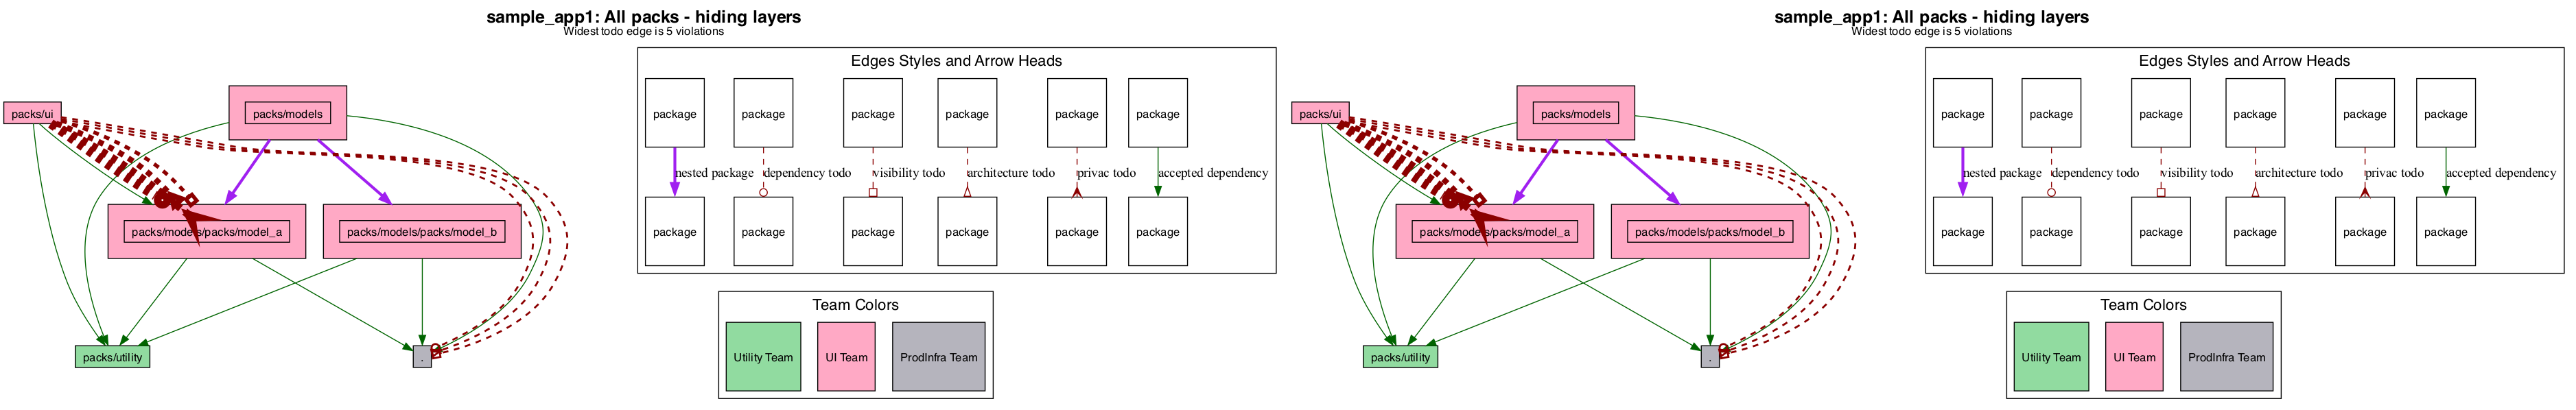 sample_app1: All packs - hiding layers
Widest todo edge is 5 violations
Edges Styles and Arrow Heads
package package package package package package
packs/ui packs/models
nested package dependency todo visibility todo architecture todo privac todo accepted dependency
package package package package package package
packs/models/packs/model_a packs/models/packs/model_b
Team Colors
Utility Team UI Team ProdInfra Team
packs/utility .
sample_app1: All packs - hiding layers
Widest todo edge is 5 violations
Edges Styles and Arrow Heads
package package package package package package
packs/ui packs/models
nested package dependency todo visibility todo architecture todo privac todo accepted dependency
package package package package package package
packs/models/packs/model_a packs/models/packs/model_b
Team Colors
Utility Team UI Team ProdInfra Team
packs/utility .